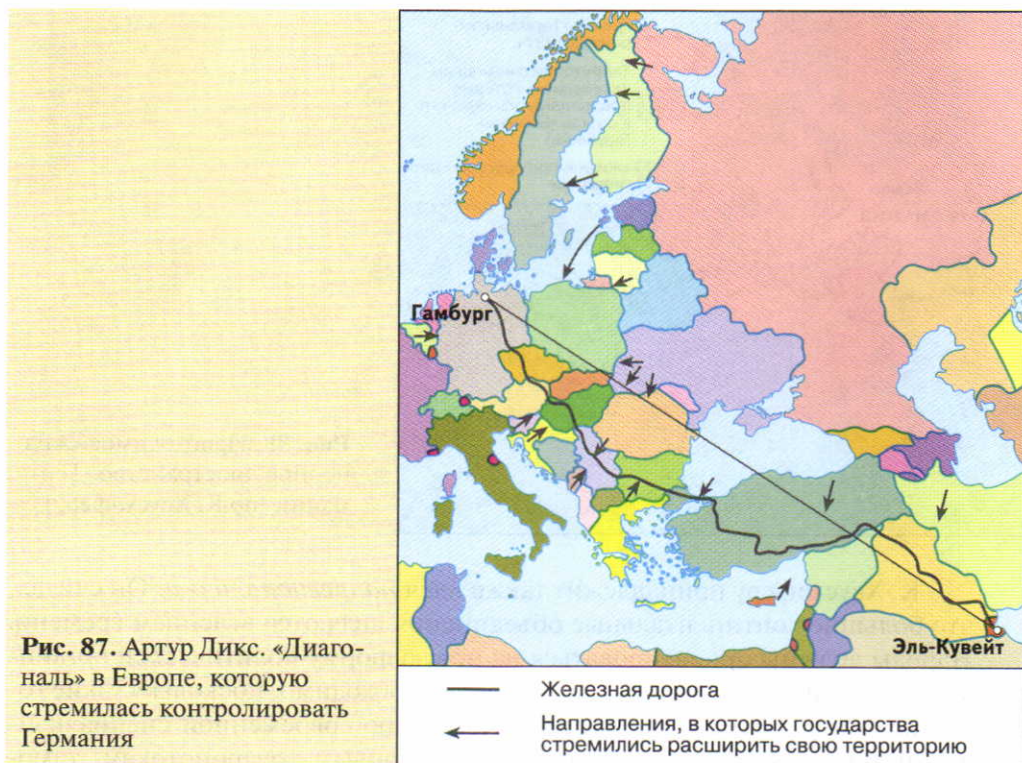 Гамбург
Эль-Кувейт
Рис. 87. Артур Дикс. «Диаго-
наль» в Европе, которую
стремилась контролировать
Германия
Железная дорога
Направления, в которых государства
стремились расширить свою территорию